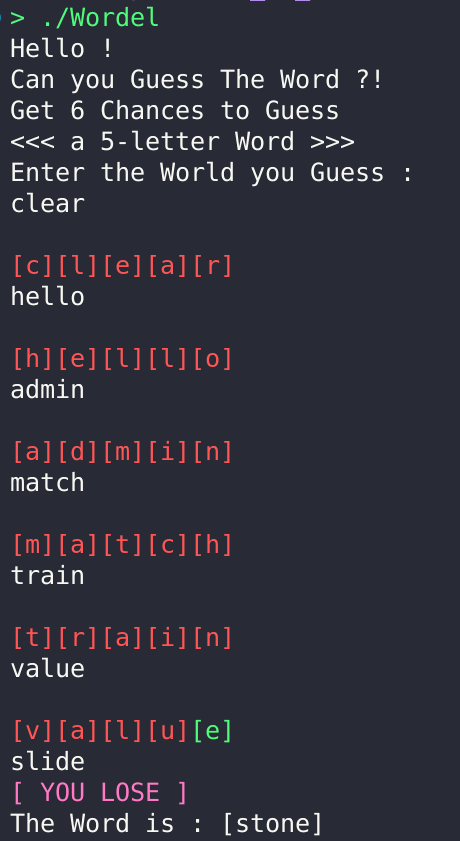 > ./Wordel
Hello !
Can you Guess The Word ?!
Get 6 Chances to Guess
<<< a 5-letter Word >>>
Enter the World you Guess :
clear
[c][l][e][a][r]
hello
[h][e][l][l][o]
admin
[a][d][m][i][n]
match
[m][a][t][c][h]
train
[t][r][a][i][n]
value
[v][a][l][u][e]
slide
[ YOU LOSE ]
The Word is : [stone]